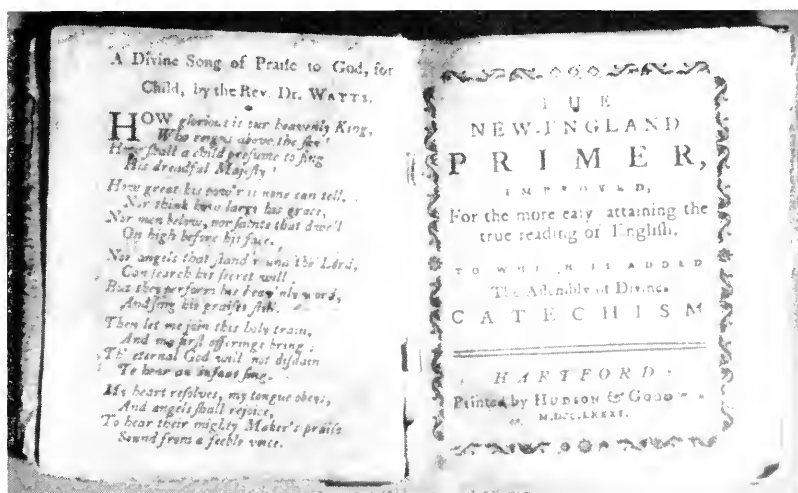 A Divine Song of Praiſe to God, for
Child, by the Rev. Dr. WATTS.
HOW glorious is our heavenly King,
Who reigns above the ſky!
How ſhall a child preſume to ſing
His dreadful Majeſty!
How great his pow'r is none can tell,
Nor think how large his grace,
Nor men below, nor ſaints that dwell
On high before his face.
Nor angels that ſtand round the Lord,
Can ſearch his ſecret will
But they perform his heav'nly word,
And ſing his praiſes ſtill.
Then let me join this holy train,
And my firſt offerings bring;
Th' eternal God will not diſdain
To hear an infant ſing.
My heart reſolves, my tongue obeys,
And angels ſhall rejoice,
To hear their mighty Maker's praiſe
Sound from a feeble voice.
THE
NEW-ENGLAND
PRIMER,
IMPROVED,
For the more eaſy attaining the
true reading of Engliſh.
TO WHICH IS ADDED
The Aſſembly of Divines
CATECHISM
HARTFORD:
Printed by HUDSON & GOODWIN